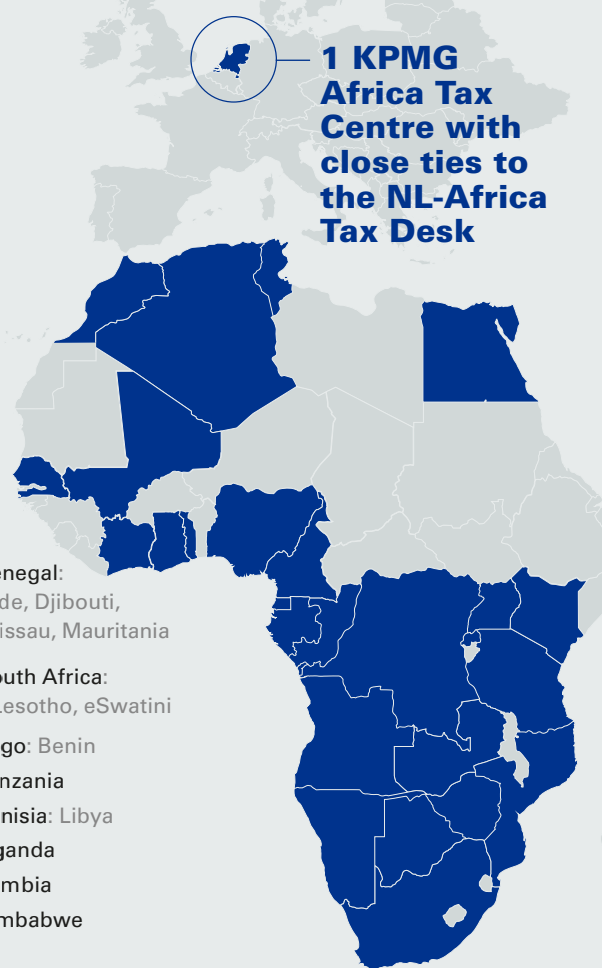 1 KPMG
Africa Tax
Centre with
close ties to
the NL-Africa
Tax Desk
enegal:
de, Djibouti,
issau, Mauritania
outh Africa:
Lesotho, eSwatini
go: Benin
nzania
nisia: Libya
ganda
mbia
mbabwe